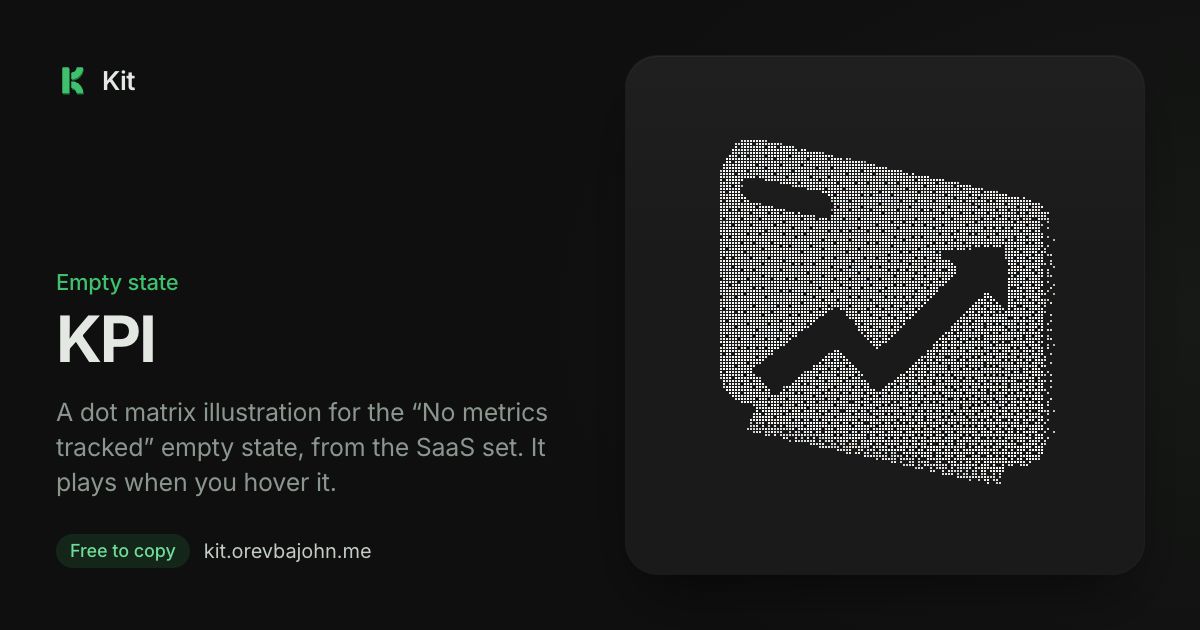 Kit
Empty state
KPI
A dot matrix illustration for the “No metrics
tracked” empty state, from the SaaS set. It
plays when you hover it.
Free to copy
kit.orevbajohn.me